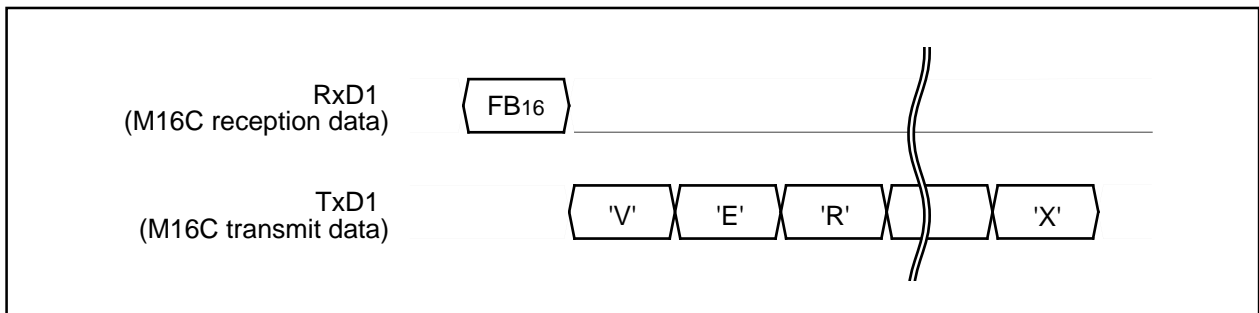 RxD1
(M16C reception data)
FB16
TxD1
(M16C transmit data)
'V' 'E' 'R' 'X'